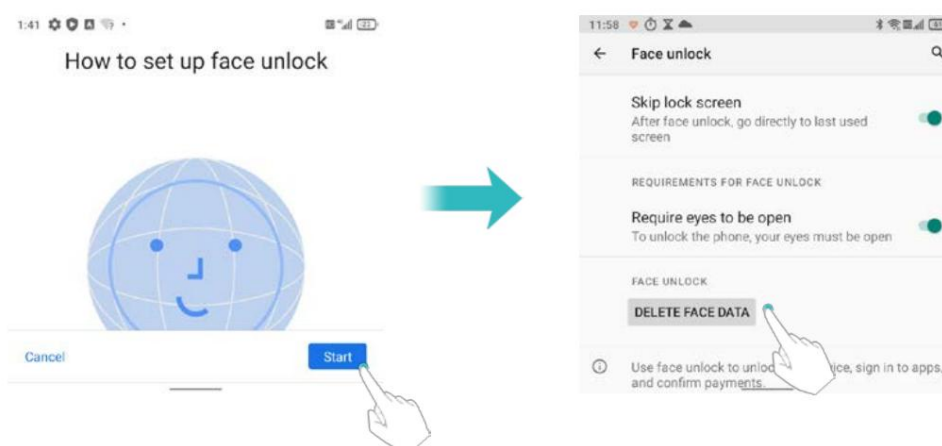 1:41
How to set up face unlock
Cancel
Start
11:58
Face unlock
Skip lock screen
After face unlock, go directly to last used
screen
REQUIREMENTS FOR FACE UNLOCK
Require eyes to be open
To unlock the phone, your eyes must be open
FACE UNLOCK
DELETE FACE DATA
Use face unlock to unloc ice, sign in to apps,
and confirm payments.